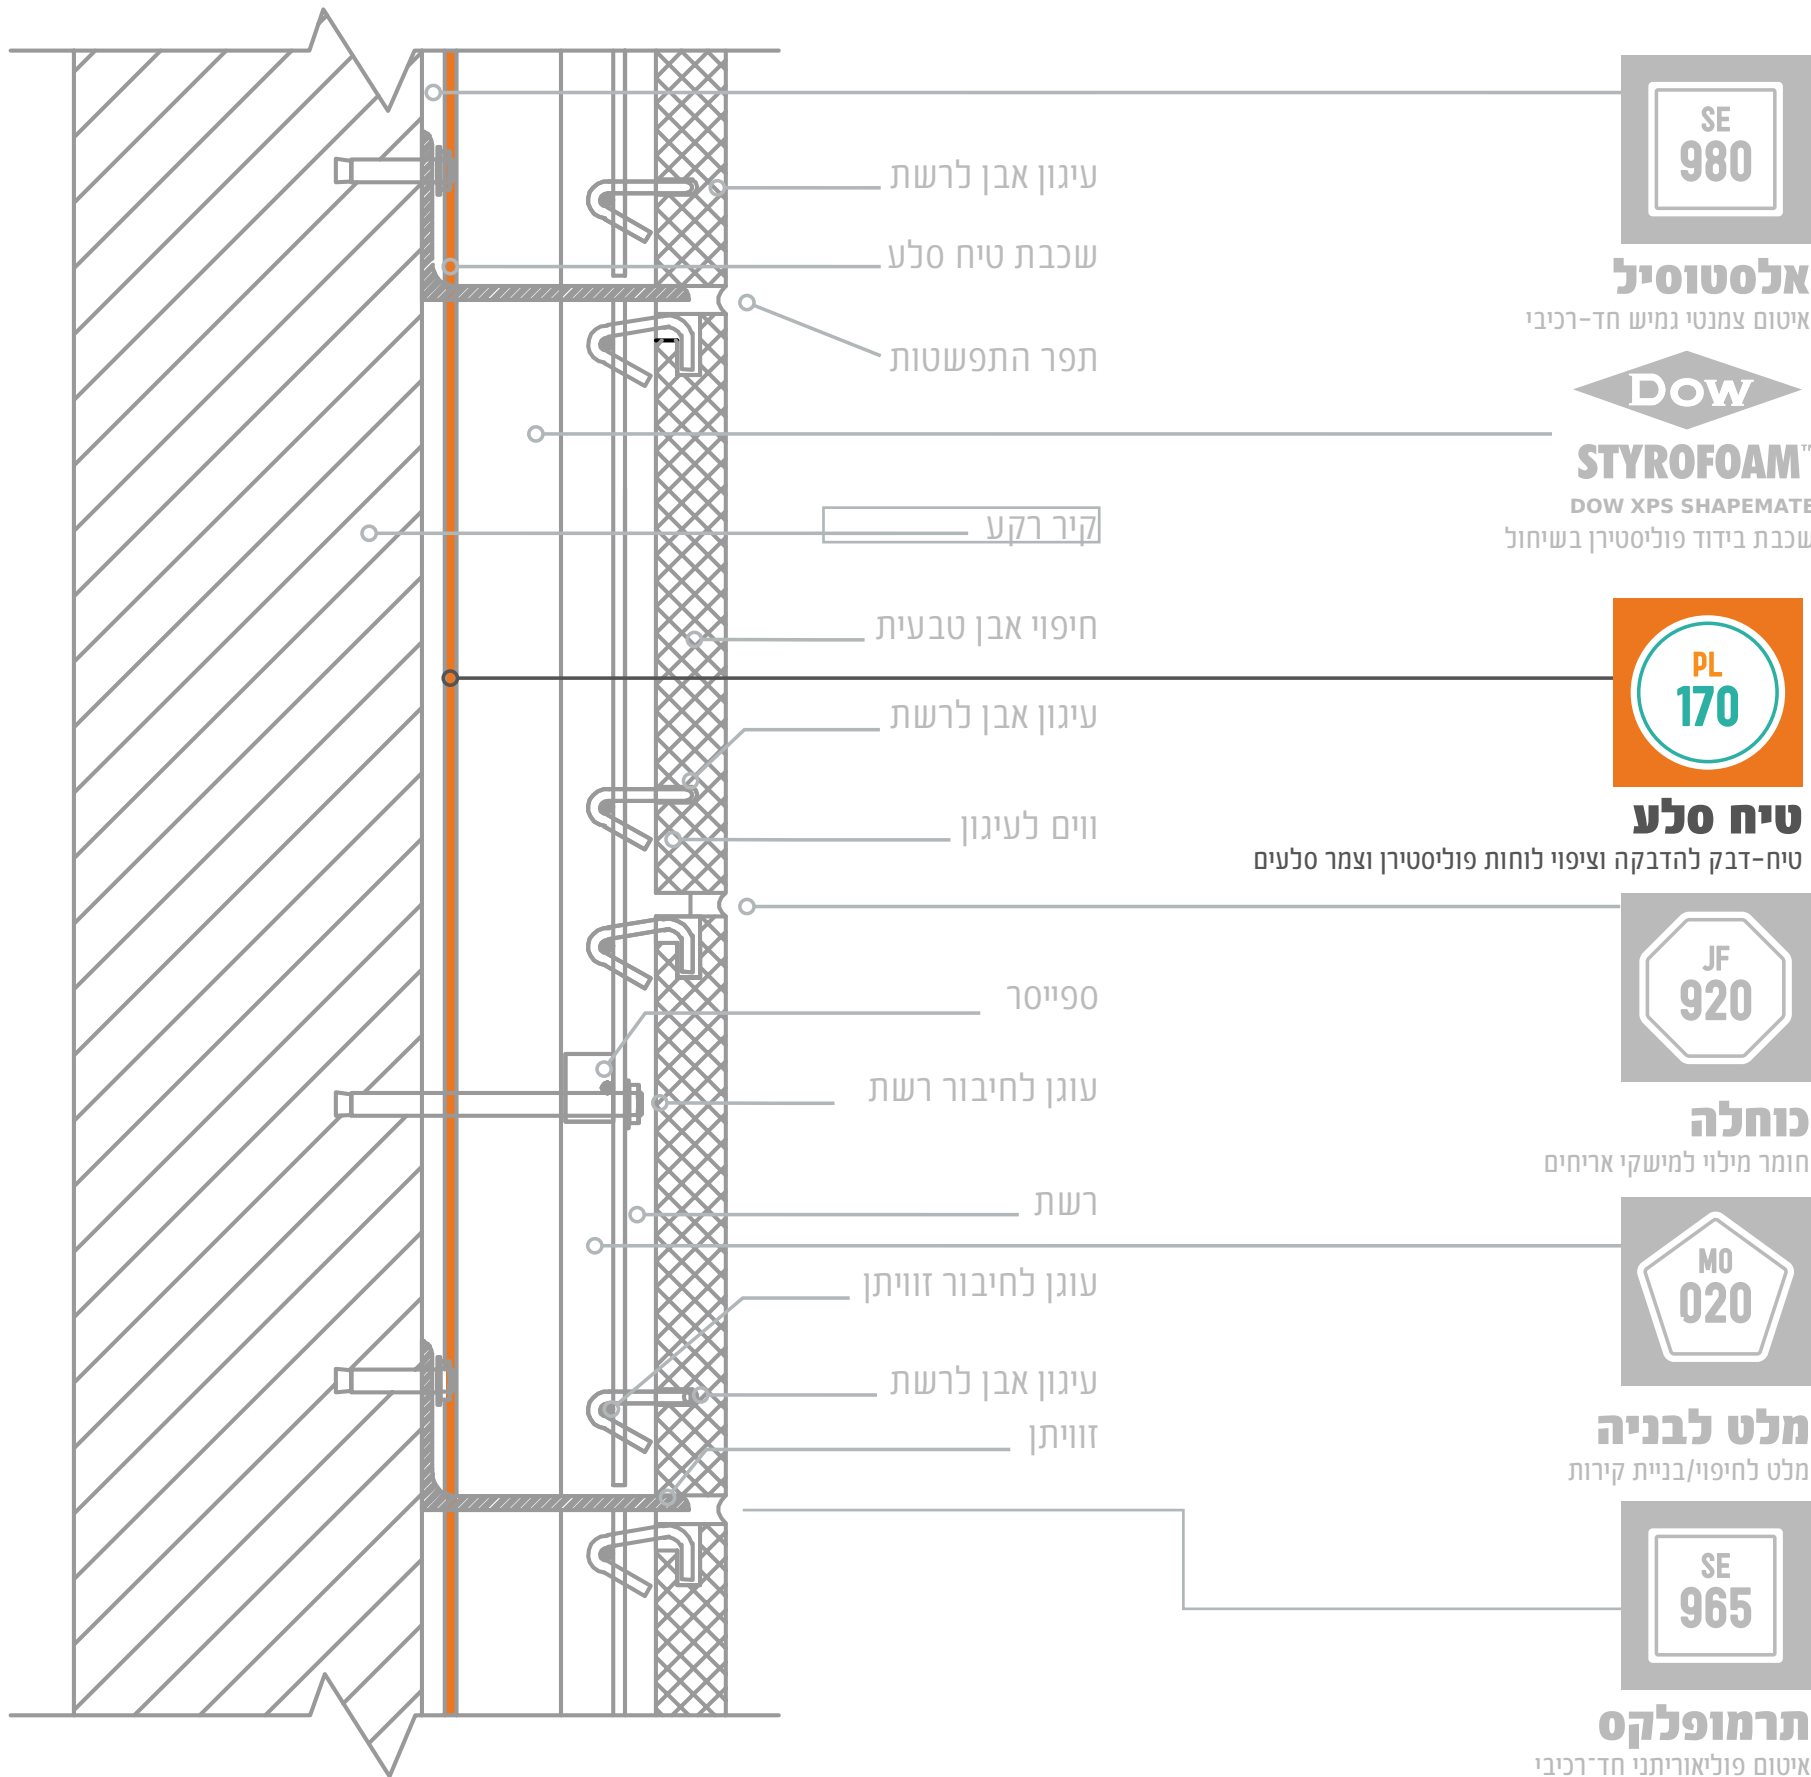 עיגון אבן לרשת
שכבת טיח סלע
תפר התפשטות
קיר רקע
חיפוי אבן טבעית
עיגון אבן לרשת
ווים לעיגון
ספייסר
עוגן לחיבור רשת
רשת
עוגן לחיבור זוויתן
עיגון אבן לרשת
זוויתן
SE
980
אלסטוסיל
איטום צמנטי גמיש חד-רכיבי
DOW
STYROFOAM™
DOW XPS SHAPEMATE
שכבת בידוד פוליסטירן בשיחול
PL
170
טיח סלע
טיח-דבק להדבקה וציפוי לוחות פוליסטירן וצמר סלעים
JF
920
כוחלה
חומר מילוי למישקי אריחים
MO
020
מלט לבניה
מלט לחיפוי/בניית קירות
SE
965
תרמופלקס
איטום פוליאוריתני חד־רכיבי